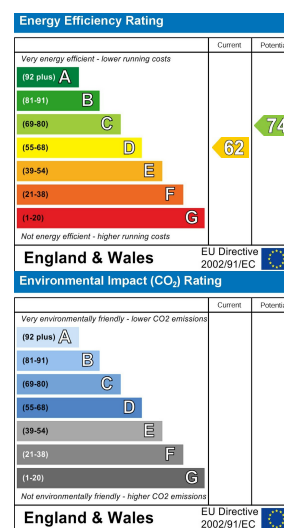 Energy Efficiency Rating
Current Potenti
Very energy efficient - lower running costs
(92 plus) A
(81-91) B
(69-80) C
(55-68) D
(39-54) E
(21-38) F
(1-20) G
62
74
Not energy efficient - higher running costs
England & Wales
EU Directive
2002/91/EC
Environmental Impact (CO₂) Rating
Current Potenti
Very environmentally friendly - lower CO2 emissions
(92 plus) A
(81-91) B
(69-80) C
(55-68) D
(39-54) E
(21-38) F
(1-20) G
Not environmentally friendly - higher CO2 emissions
England & Wales
EU Directive
2002/91/EC